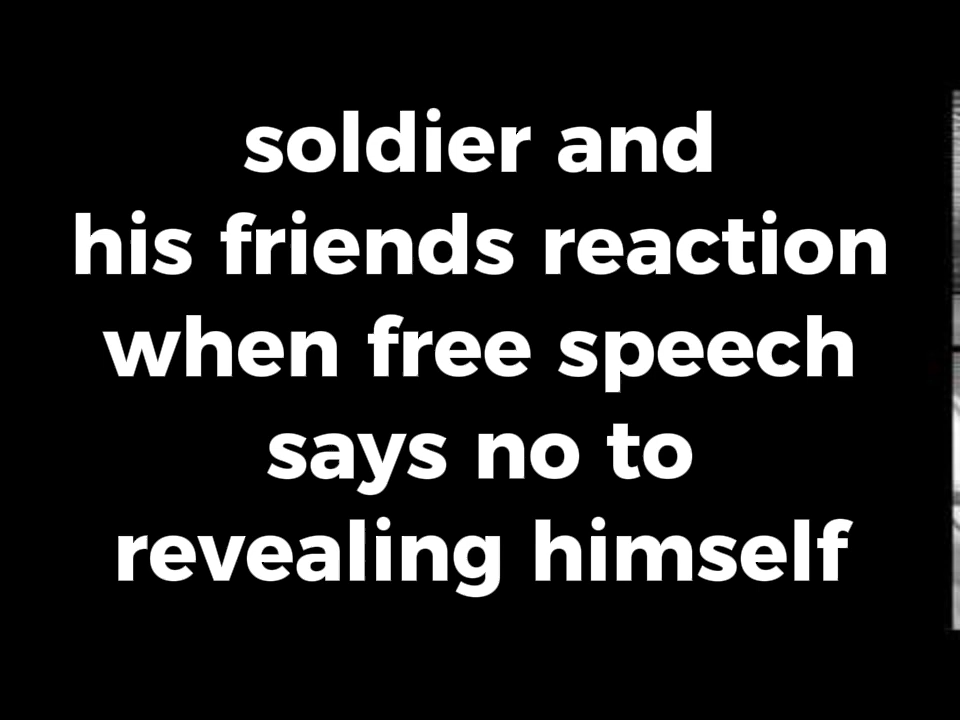 soldier and
his friends reaction
when free speech
says no to
revealing himself